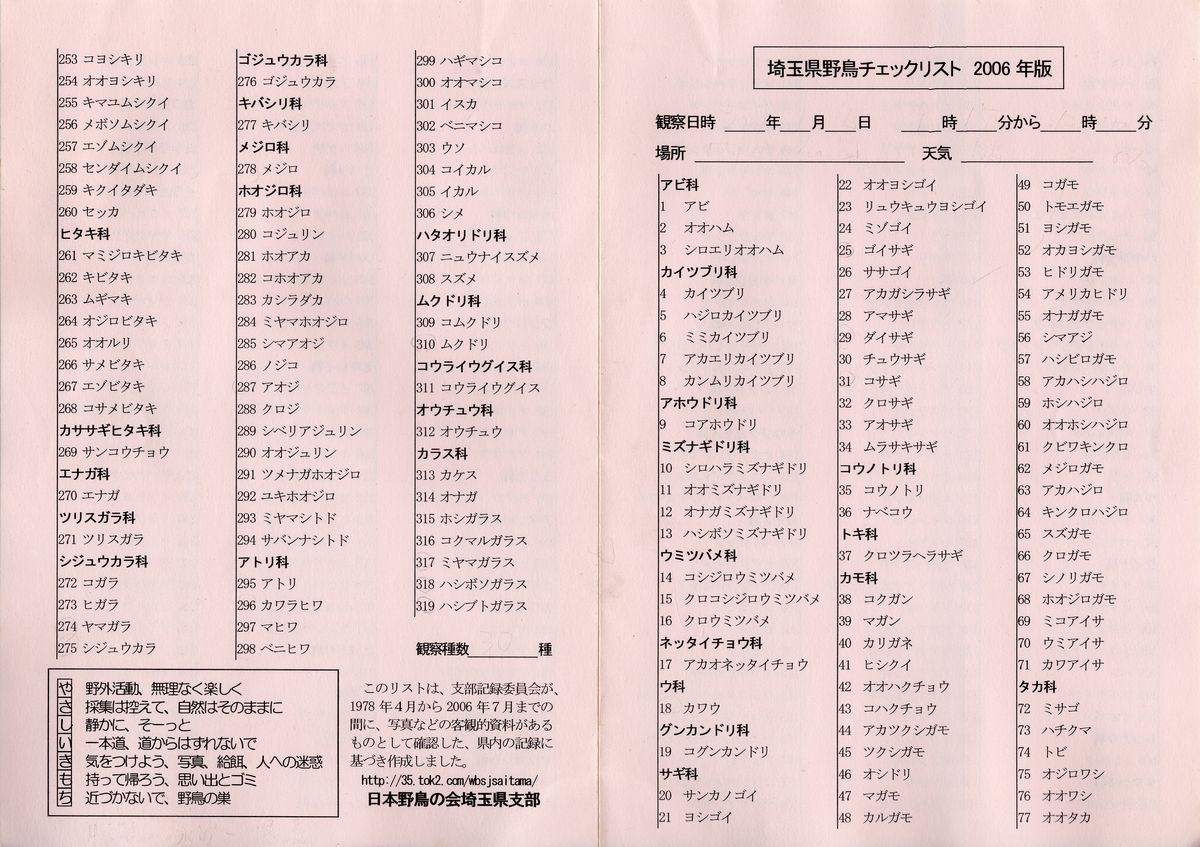 253 コヨシキリ
254 オオヨシキリ
255 キマユムシクイ
256 メボソムシクイ
257 エゾムシクイ
258 センダイムシクイ
259 キクイタダキ
260 セッカ
ヒタキ科
261 マミジロキビタキ
262 キビタキ
263 ムギマキ
264 オジロビタキ
265 オオルリ
266 サメビタキ
267 エゾビタキ
268 コサメビタキ
カササギヒタキ科
269 サンコウチョウ
エナガ科
270 エナガ
ツリスガラ科
271 ツリスガラ
シジュウカラ科
272 コガラ
273 ヒガラ
274 ヤマガラ
275 シジュウカラ
ゴジュウカラ科
276 ゴジュウカラ
キバシリ科
277 キバシリ
メジロ科
278 メジロ
ホオジロ科
279 ホオジロ
280 コジュリン
281 ホオアカ
282 コホオアカ
283 カシラダカ
284 ミヤマホオジロ
285 シマアオジ
286 ノジコ
287 アオジ
288 クロジ
289 シベリアジュリン
290 オオジュリン
291 ツメナガホオジロ
292 ユキホオジロ
293 ミヤマシトド
294 サバンナシトド
アトリ科
295 アトリ
296 カワラヒワ
297 マヒワ
298 ベニヒワ
299 ハギマシコ
300 オオマシコ
301 イスカ
302 ベニマシコ
303 ウソ
304 コイカル
305 イカル
306 シメ
ハタオリドリ科
307 ニュウナイスズメ
308 スズメ
ムクドリ科
309 コムクドリ
310 ムクドリ
コウライウグイス科
311 コウライウグイス
オウチュウ科
312 オウチュウ
カラス科
313 カケス
314 オナガ
315 ホシガラス
316 コクマルガラス
317 ミヤマガラス
318 ハシボソガラス
319 ハシブトガラス
観察種数 30 種
や 野外活動、無理なく楽しく
さ 採集は控えて、自然はそのままに
し 静かに、そーっと
い 一本道、道からはずれないで
き 気をつけよう、写真、給餌、人への迷惑
も 持って帰ろう、思い出とゴミ
ち 近づかないで、野鳥の巣
このリストは、支部記録委員会が、
1978 年4月から 2006 年7月までの
間に、写真などの客観的資料がある
ものとして確認した、県内の記録に
基づき作成しました。
http://35.tok2.com/wbsjsaitama/
日本野鳥の会埼玉県支部
埼玉県野鳥チェックリスト 2006 年版
観察日時 年 月 日 時 分から 時 分
場所 天気
アビ科
1 アビ
2 オオハム
3 シロエリオオハム
カイツブリ科
4 カイツブリ
5 ハジロカイツブリ
6 ミミカイツブリ
7 アカエリカイツブリ
8 カンムリカイツブリ
アホウドリ科
9 コアホウドリ
ミズナギドリ科
10 シロハラミズナギドリ
11 オオミズナギドリ
12 オナガミズナギドリ
13 ハシボソミズナギドリ
ウミツバメ科
14 コシジロウミツバメ
15 クロコシジロウミツバメ
16 クロウミツバメ
ネッタイチョウ科
17 アカオネッタイチョウ
ウ科
18 カワウ
グンカンドリ科
19 コグンカンドリ
サギ科
20 サンカノゴイ
21 ヨシゴイ
22 オオヨシゴイ
23 リュウキュウヨシゴイ
24 ミゾゴイ
25 ゴイサギ
26 ササゴイ
27 アカガシラサギ
28 アマサギ
29 ダイサギ
30 チュウサギ
31 コサギ
32 クロサギ
33 アオサギ
34 ムラサキサギ
コウノトリ科
35 コウノトリ
36 ナベコウ
トキ科
37 クロツラヘラサギ
カモ科
38 コクガン
39 マガン
40 カリガネ
41 ヒシクイ
42 オオハクチョウ
43 コハクチョウ
44 アカツクシガモ
45 ツクシガモ
46 オシドリ
47 マガモ
48 カルガモ
49 コガモ
50 トモエガモ
51 ヨシガモ
52 オカヨシガモ
53 ヒドリガモ
54 アメリカヒドリ
55 オナガガモ
56 シマアジ
57 ハシビロガモ
58 アカハシハジロ
59 ホシハジロ
60 オオホシハジロ
61 クビワキンクロ
62 メジロガモ
63 アカハジロ
64 キンクロハジロ
65 スズガモ
66 クロガモ
67 シノリガモ
68 ホオジロガモ
69 ミコアイサ
70 ウミアイサ
71 カワアイサ
タカ科
72 ミサゴ
73 ハチクマ
74 トビ
75 オジロワシ
76 オオワシ
77 オオタカ